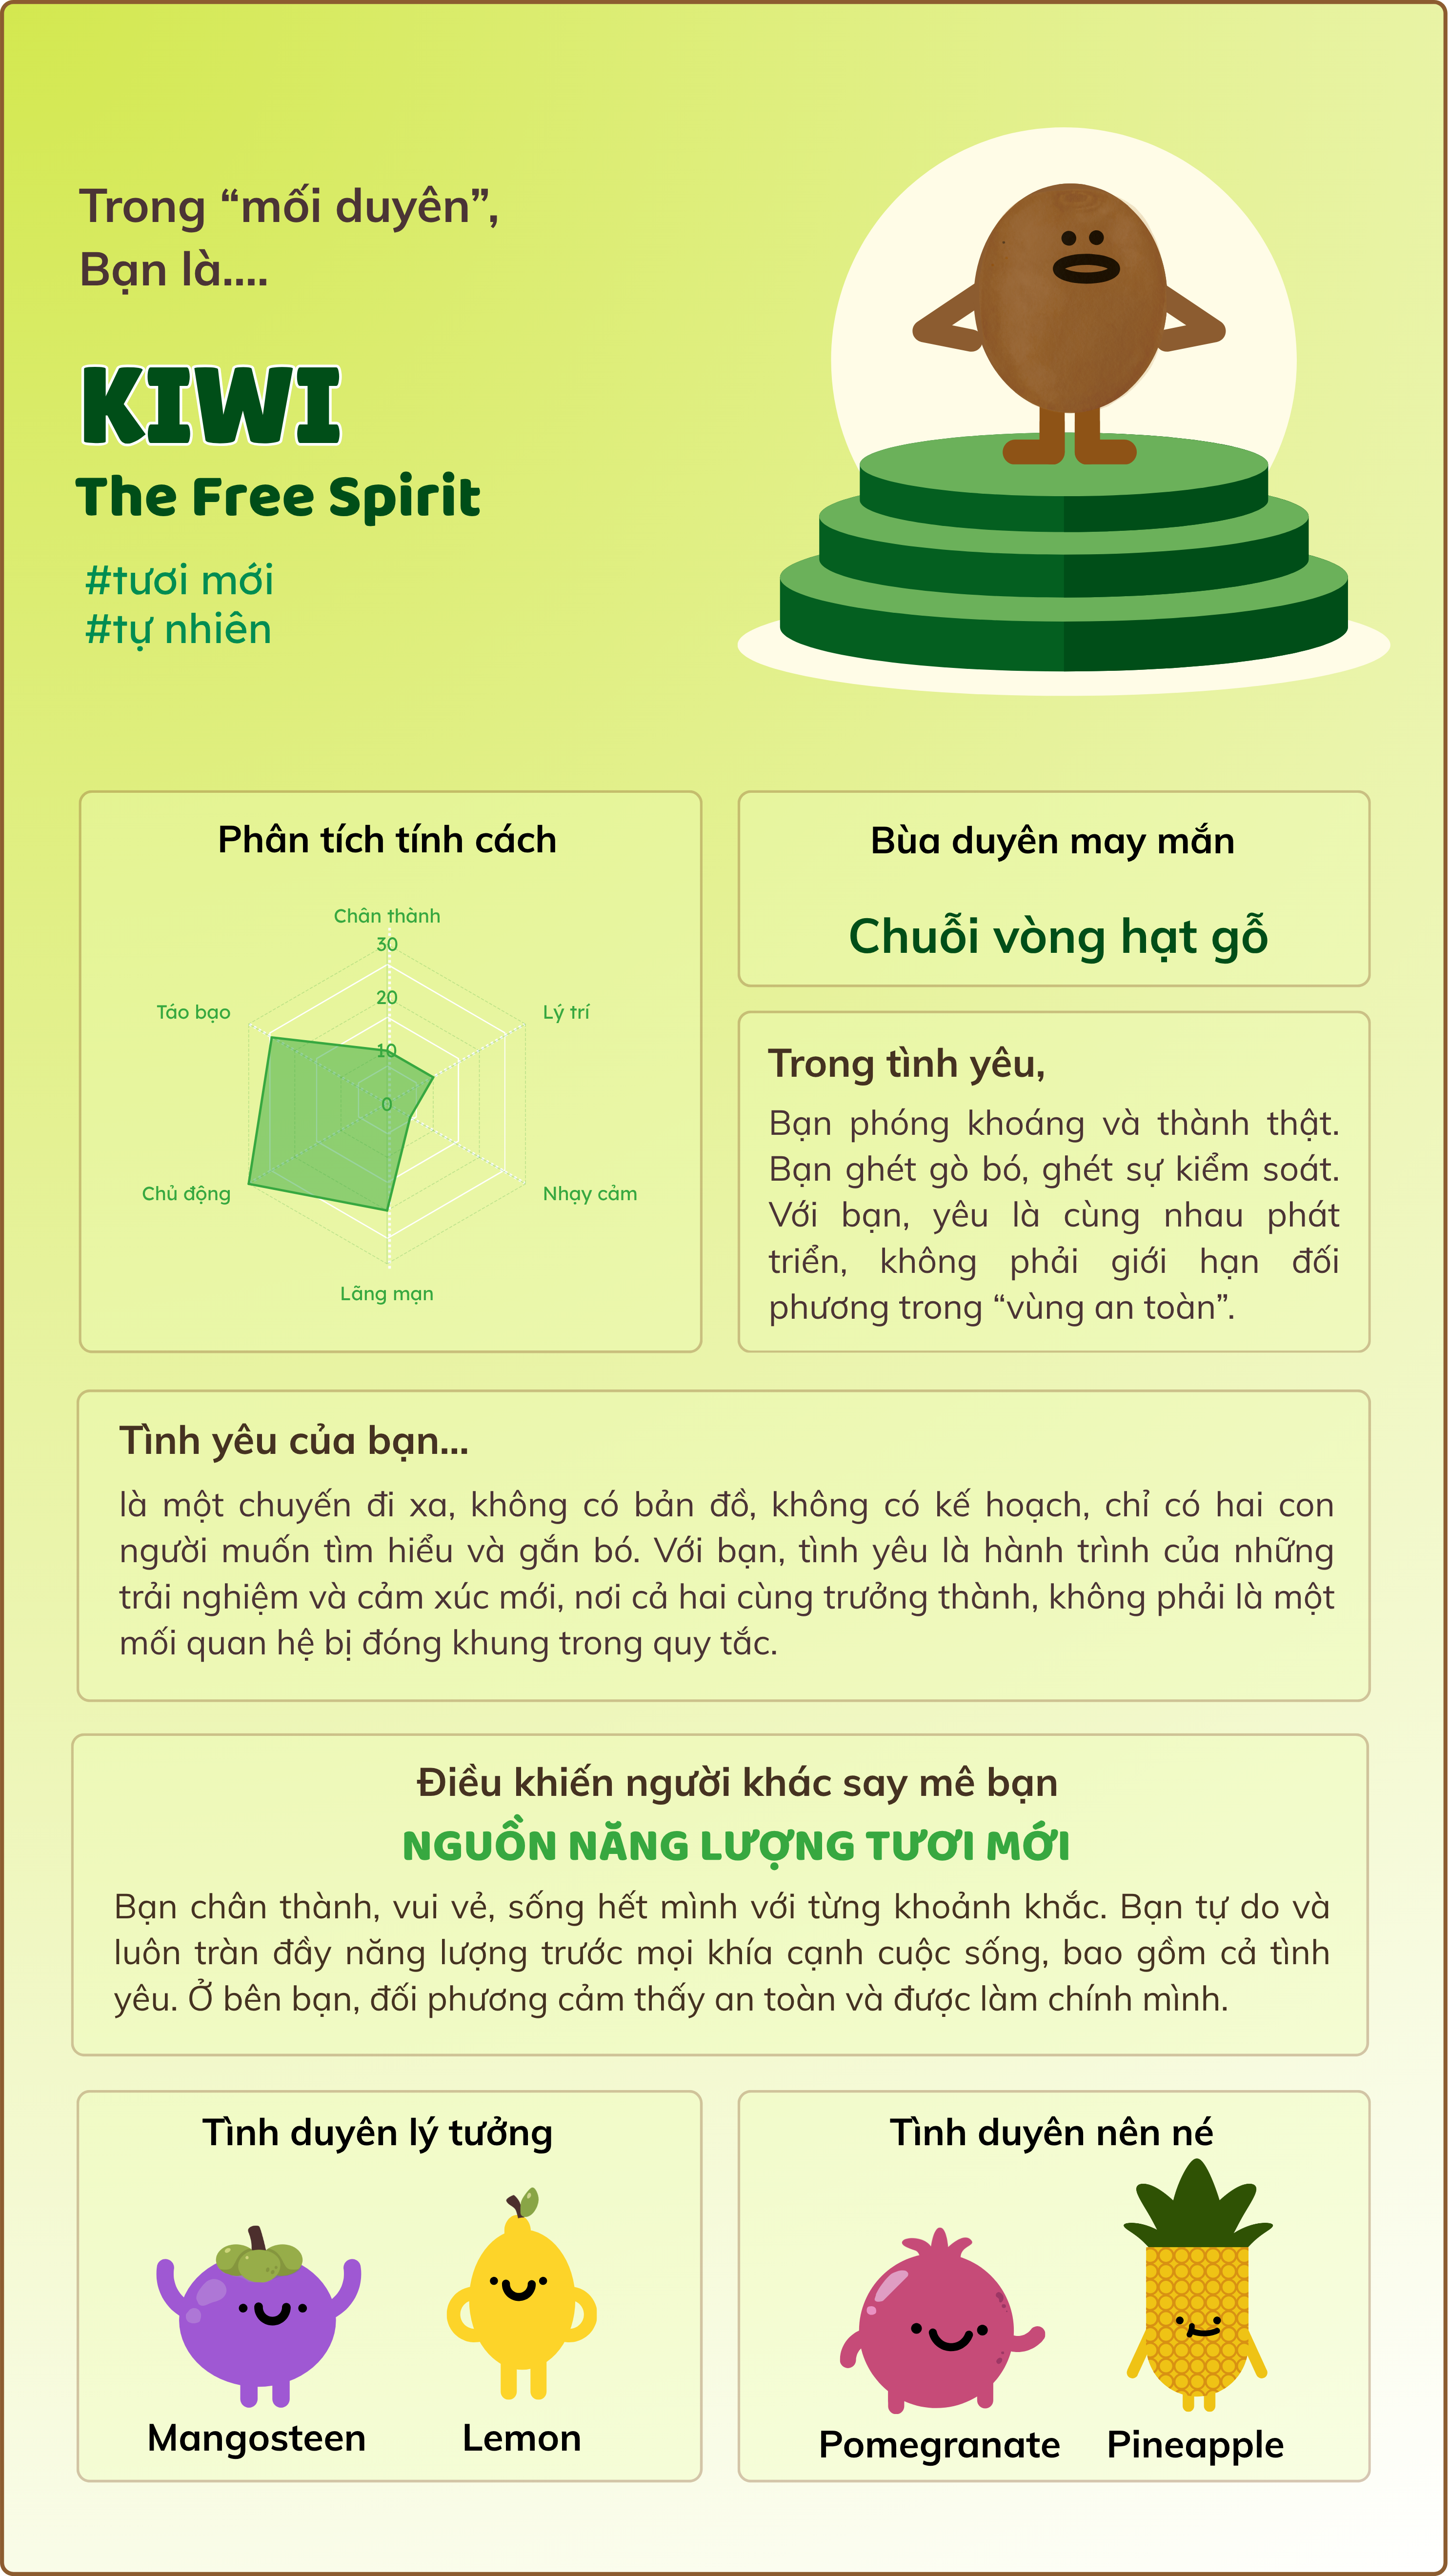 Trong “mối duyên”,
Bạn là....
KIWI
The Free Spirit
#tươi mới
#tự nhiên
Phân tích tính cách
Chân thành
30
20
10
0
Táo bạo
Lý trí
Chủ động
Nhạy cảm
Lãng mạn
Bùa duyên may mắn
Chuỗi vòng hạt gỗ
Trong tình yêu,
Bạn phóng khoáng và thành thật.
Bạn ghét gò bó, ghét sự kiểm soát.
Với bạn, yêu là cùng nhau phát
triển, không phải giới hạn đối
phương trong “vùng an toàn”.
Tình yêu của bạn...
là một chuyến đi xa, không có bản đồ, không có kế hoạch, chỉ có hai con
người muốn tìm hiểu và gắn bó. Với bạn, tình yêu là hành trình của những
trải nghiệm và cảm xúc mới, nơi cả hai cùng trưởng thành, không phải là một
mối quan hệ bị đóng khung trong quy tắc.
Điều khiến người khác say mê bạn
NGUỒN NĂNG LƯỢNG TƯƠI MỚI
Bạn chân thành, vui vẻ, sống hết mình với từng khoảnh khắc. Bạn tự do và
luôn tràn đầy năng lượng trước mọi khía cạnh cuộc sống, bao gồm cả tình
yêu. Ở bên bạn, đối phương cảm thấy an toàn và được làm chính mình.
Tình duyên lý tưởng
Mangosteen
Lemon
Tình duyên nên né
Pomegranate
Pineapple